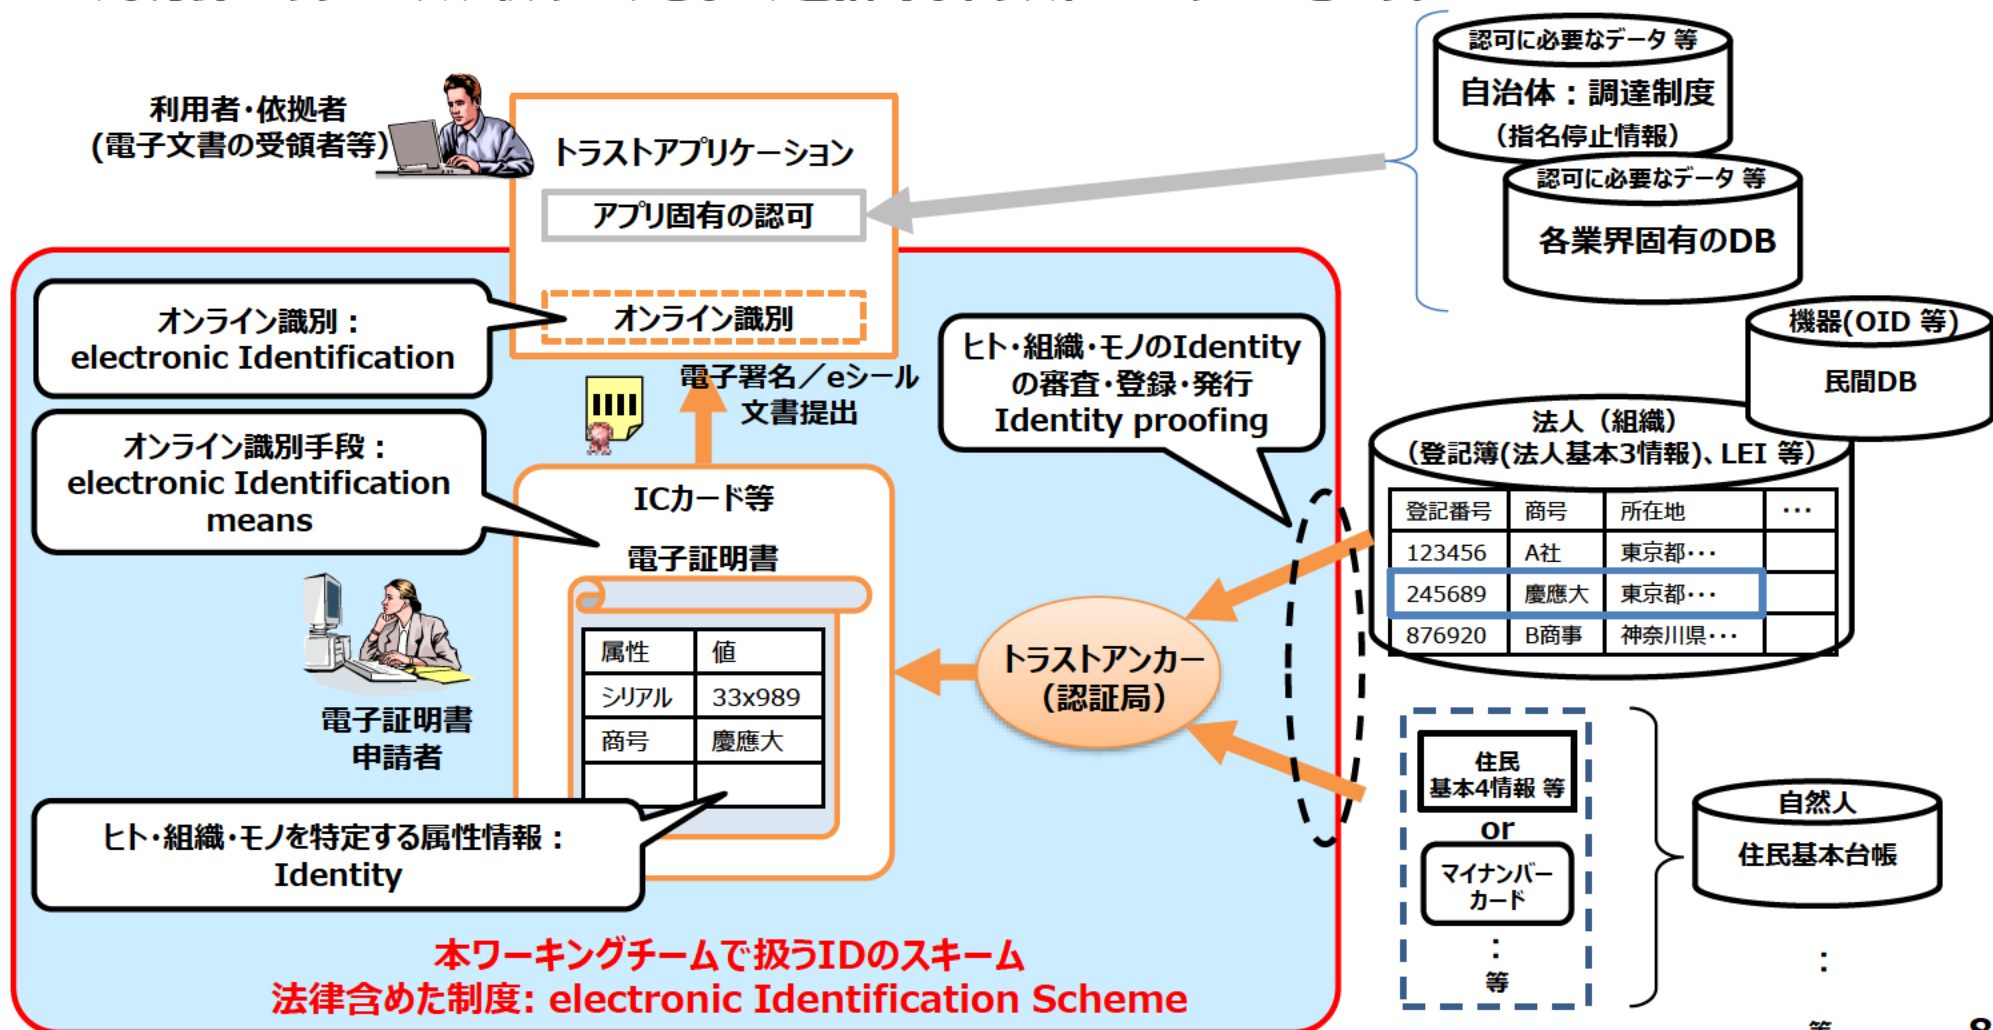 利用者・依拠者
(電子文書の受領者等)
トラストアプリケーション
アプリ固有の認可
オンライン識別
オンライン識別：
electronic Identification
電子署名／eシール
文書提出
オンライン識別手段：
electronic Identification
means
ICカード等
電子証明書
属性 値
シリアル 33x989
商号 慶應大
電子証明書
申請者
ヒト・組織・モノを特定する属性情報：
Identity
ヒト・組織・モノのIdentity
の審査・登録・発行
Identity proofing
トラストアンカー
（認証局）
本ワーキングチームで扱うIDのスキーム
法律含めた制度: electronic Identification Scheme
認可に必要なデータ 等
自治体：調達制度
（指名停止情報）
認可に必要なデータ 等
各業界固有のDB
機器(OID 等)
民間DB
法人（組織）
（登記簿(法人基本3情報)、LEI 等）
登記番号 商号 所在地 ･･･
123456 A社 東京都･･･
245689 慶應大 東京都･･･
876920 B商事 神奈川県･･･
住民
基本4情報 等
or
マイナンバー
カード
：
等
自然人
住民基本台帳
：